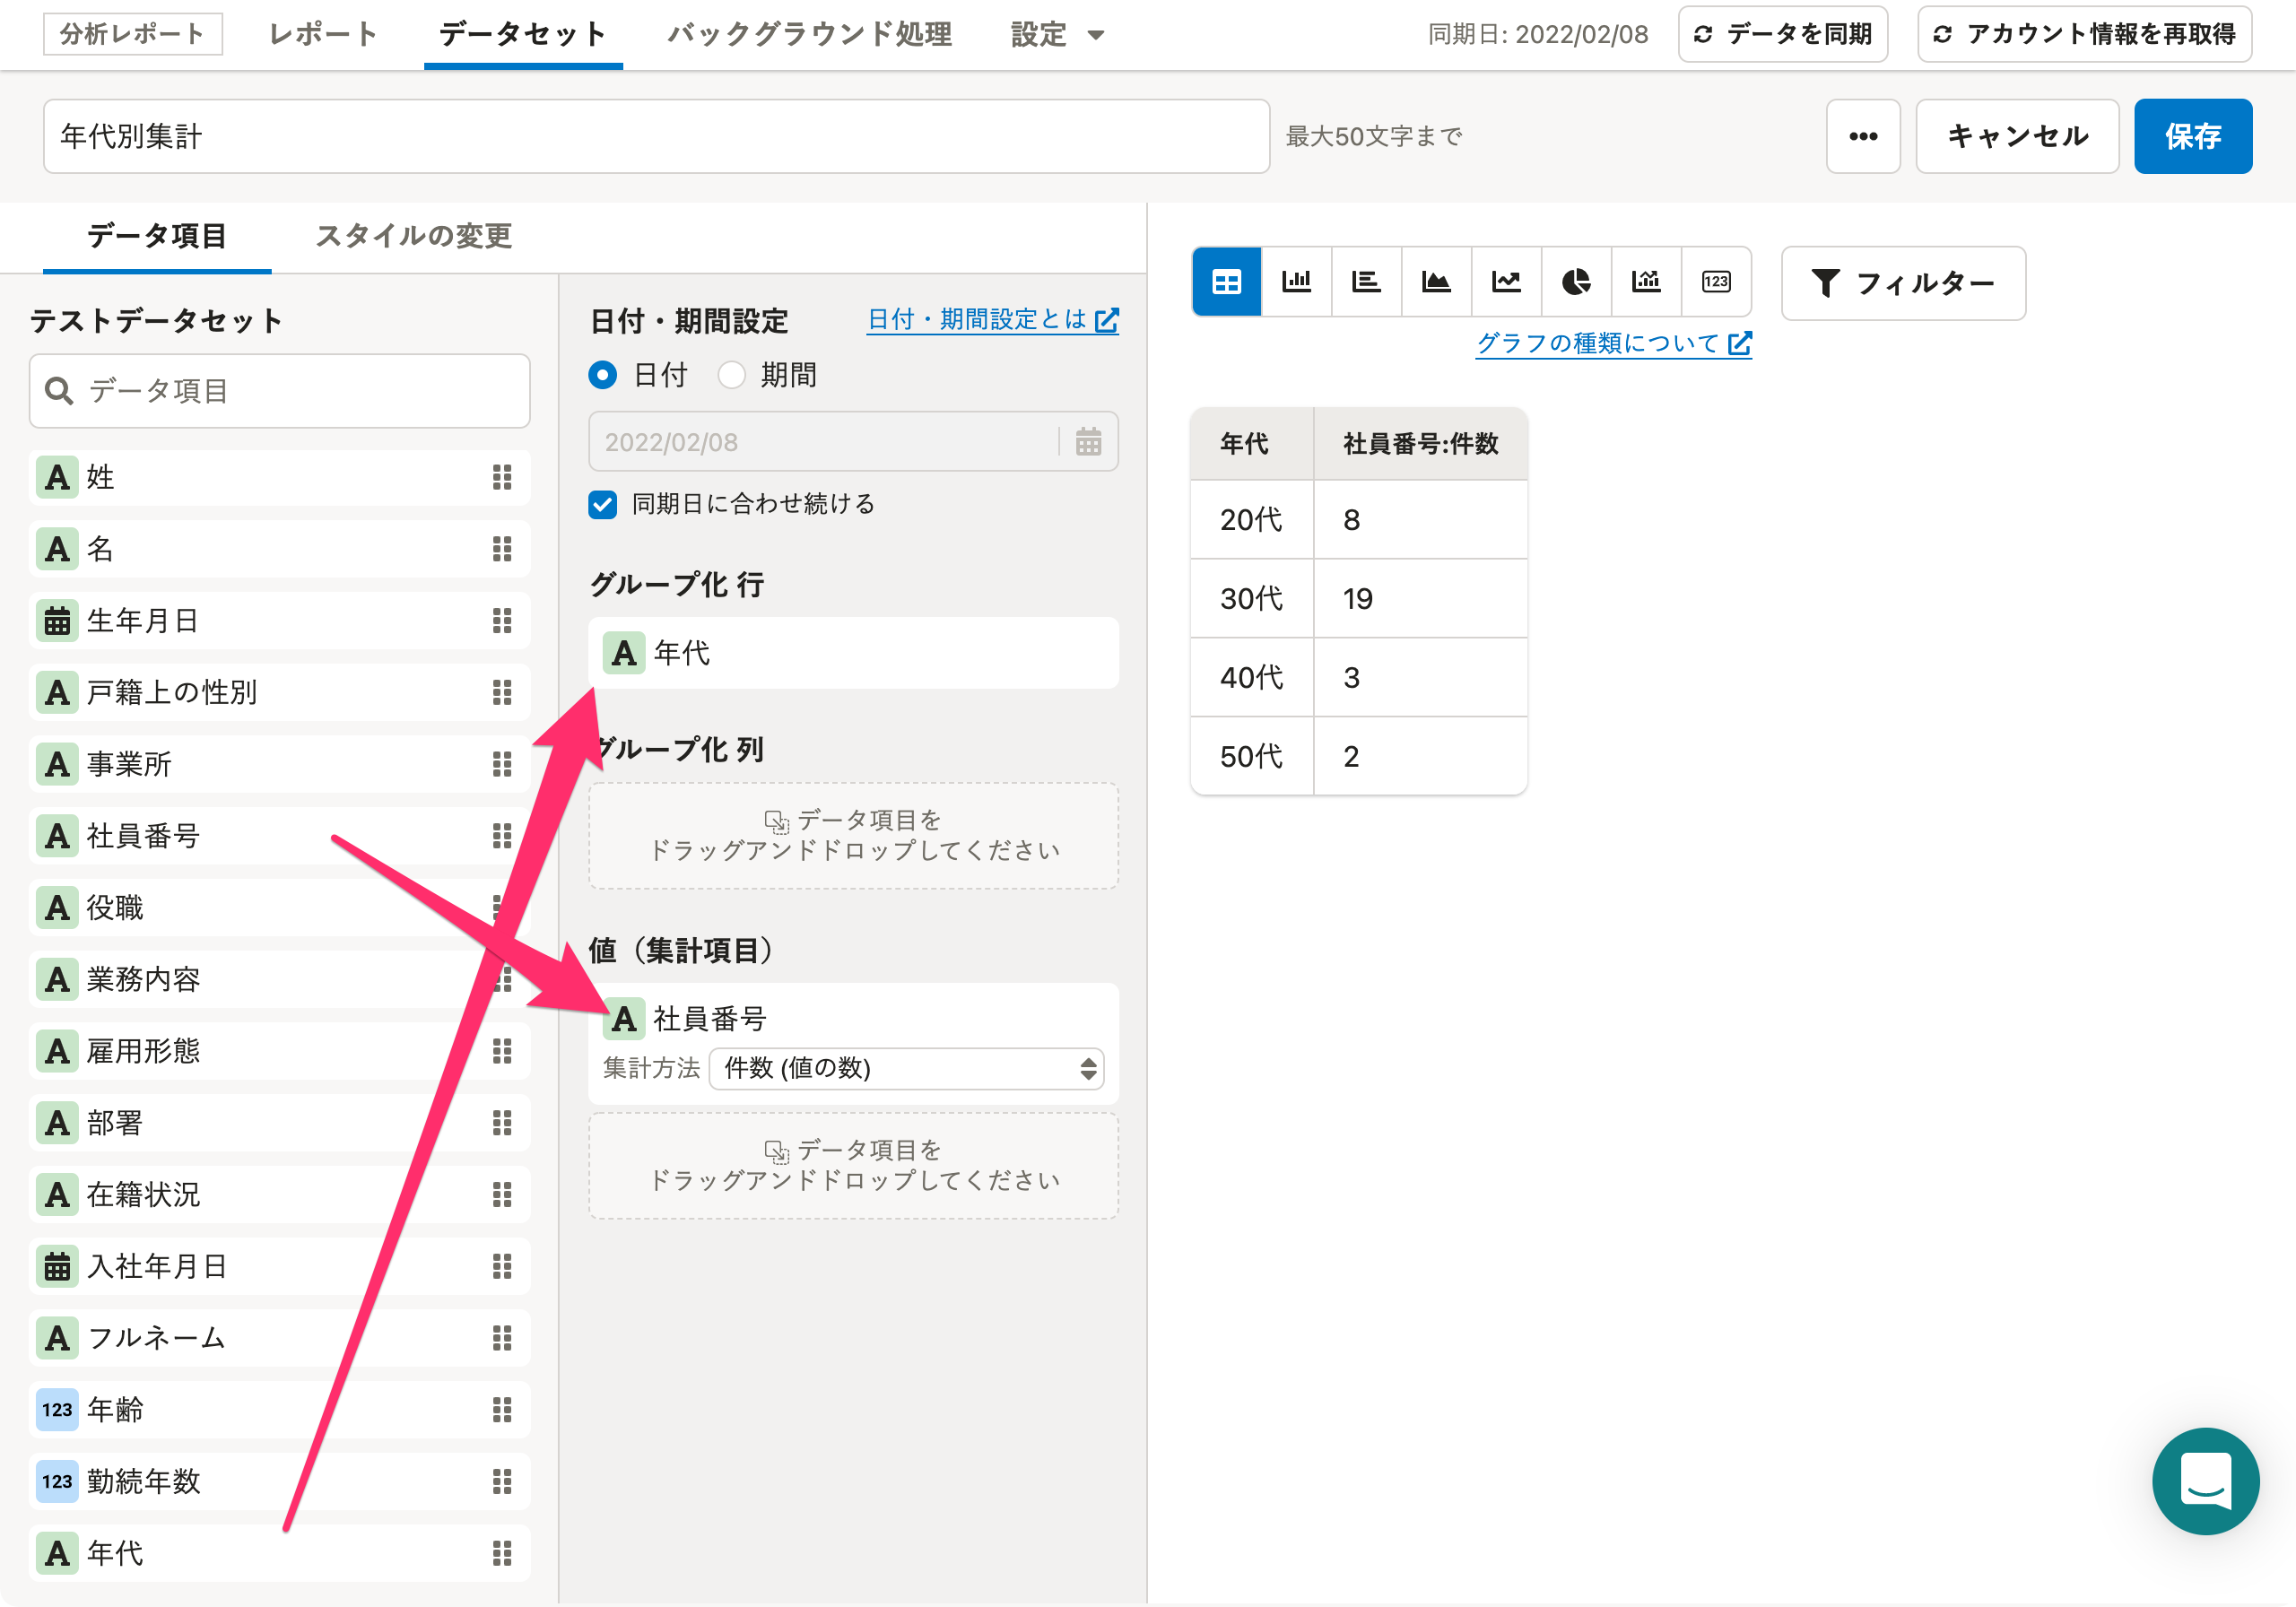 分析レポート レポート データセット バックグラウンド処理 設定 同期日: 2022/02/08 データを同期 アカウント情報を再取得
年代別集計 最大50文字まで ••• キャンセル 保存
データ項目 スタイルの変更
テストデータセット
データ項目
A 姓
A 名
生年月日
A 戸籍上の性別
A 事業所
A 社員番号
A 役職
A 業務内容
A 雇用形態
A 部署
A 在籍状況
入社年月日
A フルネーム
123 年齢
123 勤続年数
A 年代
日付・期間設定 日付・期間設定とは
日付 期間
2022/02/08
同期日に合わせ続ける
グループ化 行
A 年代
グループ化 列
データ項目を
ドラッグアンドドロップしてください
値（集計項目）
A 社員番号
集計方法 件数 (値の数)
データ項目を
ドラッグアンドドロップしてください
123 フィルター
グラフの種類について
年代 社員番号:件数
20代 8
30代 19
40代 3
50代 2